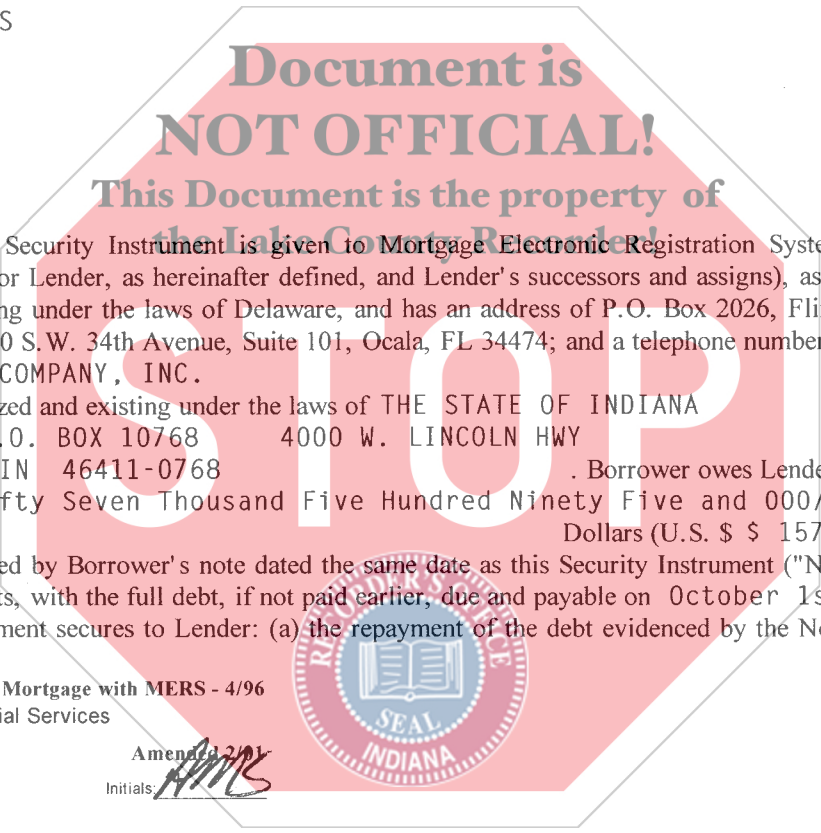 S
Document is
NOT OFFICIAL!
This Document is the property of
the Lake County Recorder!
Security Instrument is given to Mortgage Electronic Registration Syste
or Lender, as hereinafter defined, and Lender's successors and assigns), as
ng under the laws of Delaware, and has an address of P.O. Box 2026, Fli
0 S.W. 34th Avenue, Suite 101, Ocala, FL 34474; and a telephone number
COMPANY, INC.
zed and existing under the laws of THE STATE OF INDIANA
.O. BOX 10768 4000 W. LINCOLN HWY
IN 46411-0768 . Borrower owes Lende
fty Seven Thousand Five Hundred Ninety Five and 000/
Dollars (U.S. $ $ 157
STOP!
ed by Borrower's note dated the same date as this Security Instrument ("N
ts, with the full debt, if not paid earlier, due and payable on October 1s
ment secures to Lender: (a) the repayment of the debt evidenced by the No
RECORDER'S OFFICE
SEAL
INDIANA
Mortgage with MERS - 4/96
ial Services
Amended 2/01
Initials: